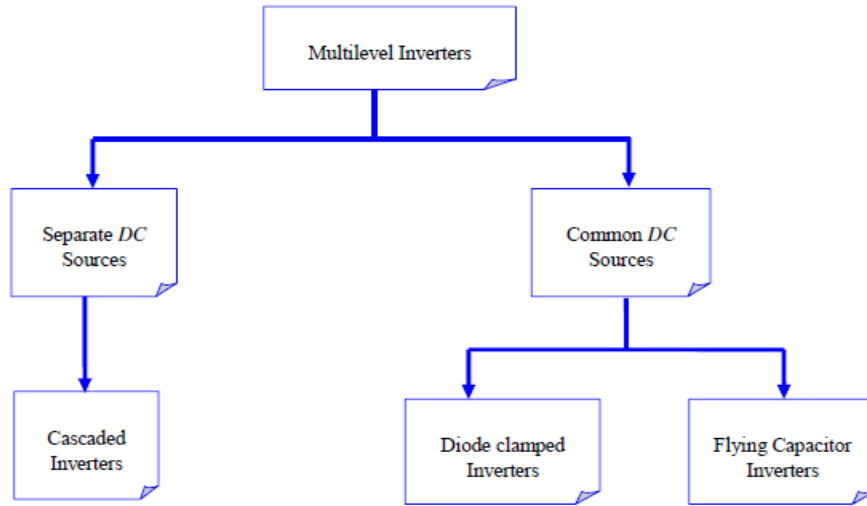 Multilevel Inverters
Separate DC
Sources
Common DC
Sources
Cascaded
Inverters
Diode clamped
Inverters
Flying Capacitor
Inverters